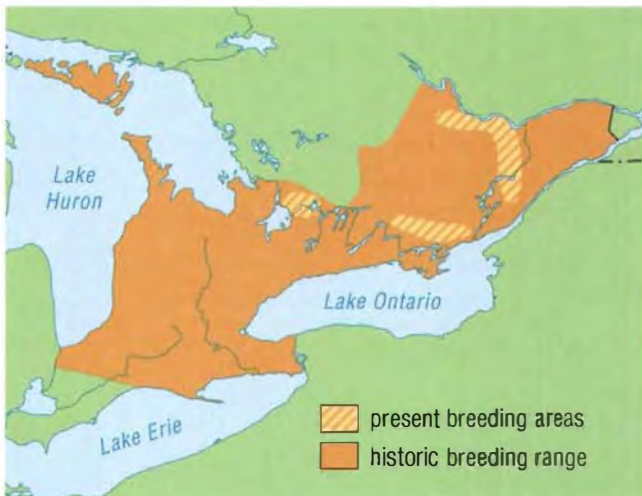 Lake
Huron
Lake Ontario
Lake Erie
present breeding areas
historic breeding range